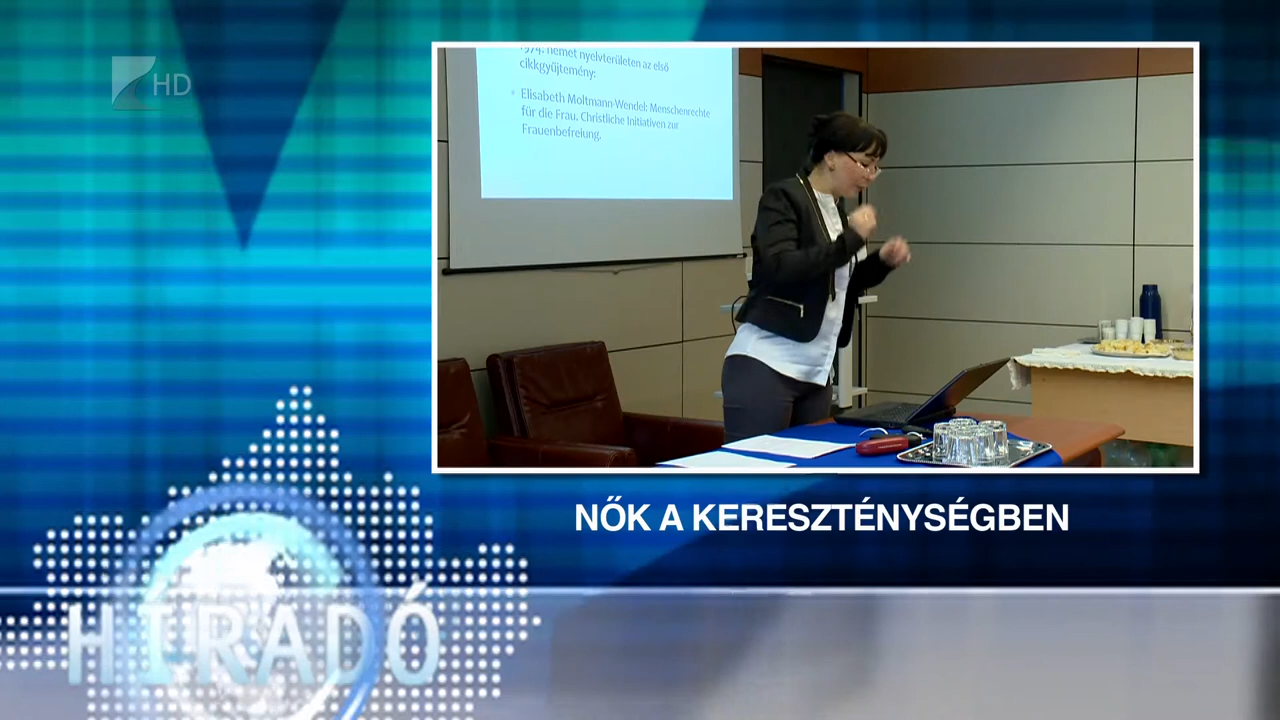 HD
1974: német nyelvterületen az első
cikkgyűjtemény:
Elisabeth Moltmann-Wendel: Menschenrechte
für die Frau, Christliche Initiativen zur
Frauenbefreiung.
NŐK A KERESZTÉNYSÉGBEN
HÍRADÓ